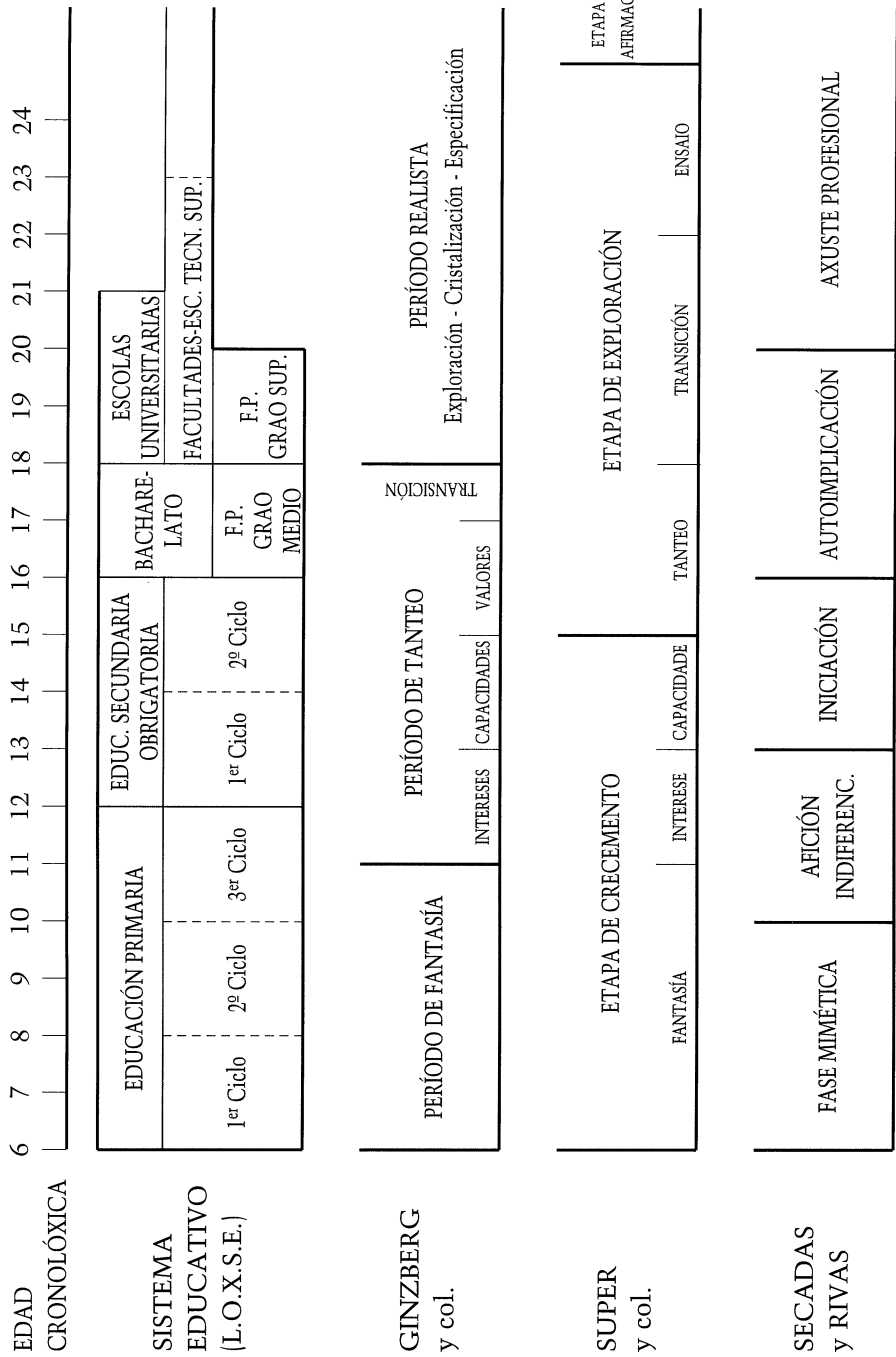 EDAD
CRONOLÓXICA
6 7 8 9 10 11 12 13 14 15 16 17 18 19 20 21 22 23 24
SISTEMA
EDUCATIVO
(L.O.X.S.E.)
EDUCACIÓN PRIMARIA
1er Ciclo
2º Ciclo
3er Ciclo
EDUC. SECUNDARIA
OBRIGATORIA
1er Ciclo
2º Ciclo
BACHARE-
LATO
F.P.
GRAO
MEDIO
ESCOLAS
UNIVERSITARIAS
FACULTADES-ESC. TECN. SUP.
F.P.
GRAO SUP.
GINZBERG
y col.
PERÍODO DE FANTASÍA
PERÍODO DE TANTEO
INTERESES
CAPACIDADES
VALORES
TRANSICIÓN
PERÍODO REALISTA
Exploración - Cristalización - Especificación
SUPER
y col.
ETAPA DE CRECEMENTO
FANTASÍA
INTERESE
CAPACIDADE
ETAPA DE EXPLORACIÓN
TANTEO
TRANSICIÓN
ENSAIO
ETAPA
AFIRMAC
SECADAS
y RIVAS
FASE MIMÉTICA
AFICIÓN
INDIFERENC.
INICIACIÓN
AUTOIMPLICACIÓN
AXUSTE PROFESIONAL